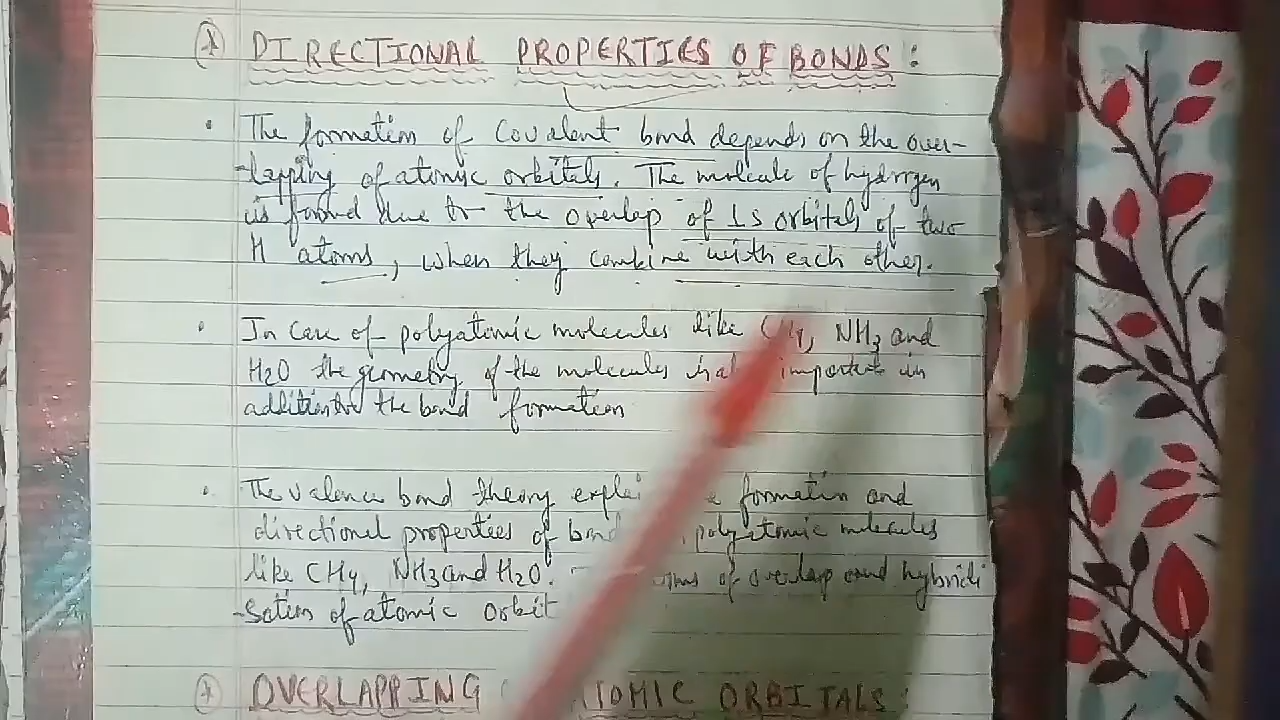 DIRECTIONAL PROPERTIES OF BONDS:
• The formation of covalent bond depends on the over-
-lapping of atomic orbitals. The molecule of hydrogen
is formed due to the overlap of 1s orbitals of two
H atoms, when they combine with each other.
• In case of polyatomic molecules like CH4, NH3 and
H2O the geometry of the molecules is important in
addition to the bond formation
• The valence bond theory formation and
directional properties of polyatomic molecules
like CH4, NH3 and H2O. of overlap and hybridi
-sation of atomic
OVERLAPPING ORBITALS: